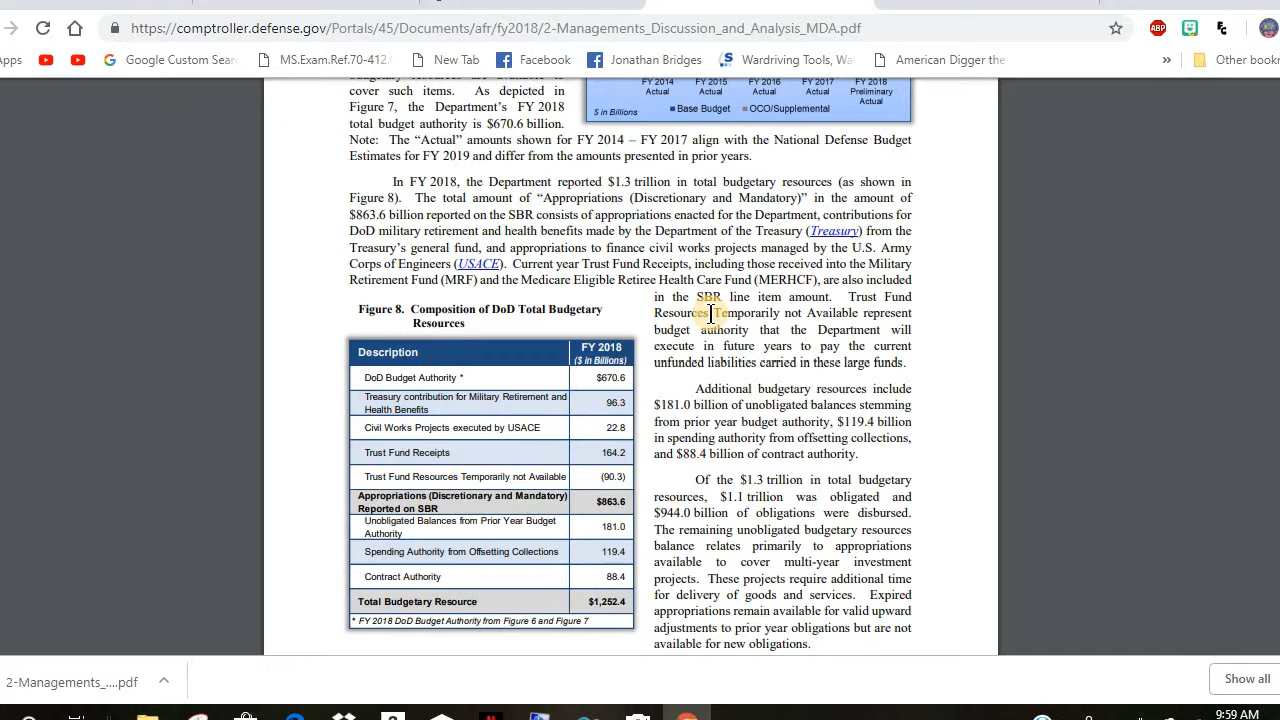 https://comptroller.defense.gov/Portals/45/Documents/afr/fy2018/2-Managements_Discussion_and_Analysis_MDA.pdf
ABP
Apps
Google Custom Sear
MS.Exam.Ref.70-412.
New Tab
Facebook
Jonathan Bridges
Wardriving Tools, Wa
American Digger the
»
Other bookm
budgetary resources are available to
cover such items. As depicted in
Figure 7, the Department's FY 2018
total budget authority is $670.6 billion.
FY 2014 FY 2015 FY 2016 FY 2017 FY 2018
Actual Actual Actual Actual Preliminary
Actual
$ in Billions
Base Budget OCO/Supplemental
Note: The “Actual” amounts shown for FY 2014 – FY 2017 align with the National Defense Budget
Estimates for FY 2019 and differ from the amounts presented in prior years.
In FY 2018, the Department reported $1.3 trillion in total budgetary resources (as shown in
Figure 8). The total amount of “Appropriations (Discretionary and Mandatory)” in the amount of
$863.6 billion reported on the SBR consists of appropriations enacted for the Department, contributions for
DoD military retirement and health benefits made by the Department of the Treasury (Treasury) from the
Treasury's general fund, and appropriations to finance civil works projects managed by the U.S. Army
Corps of Engineers (USACE). Current year Trust Fund Receipts, including those received into the Military
Retirement Fund (MRF) and the Medicare Eligible Retiree Health Care Fund (MERHCF), are also included
in the SBR line item amount. Trust Fund
Resources Temporarily not Available represent
budget authority that the Department will
execute in future years to pay the current
unfunded liabilities carried in these large funds.
Additional budgetary resources include
$181.0 billion of unobligated balances stemming
from prior year budget authority, $119.4 billion
in spending authority from offsetting collections,
and $88.4 billion of contract authority.
Of the $1.3 trillion in total budgetary
resources, $1.1 trillion was obligated and
$944.0 billion of obligations were disbursed.
The remaining unobligated budgetary resources
balance relates primarily to appropriations
available to cover multi-year investment
projects. These projects require additional time
for delivery of goods and services. Expired
appropriations remain available for valid upward
adjustments to prior year obligations but are not
available for new obligations.
Figure 8. Composition of DoD Total Budgetary
Resources
Description FY 2018
($ in Billions)
DoD Budget Authority * $670.6
Treasury contribution for Military Retirement and
Health Benefits 96.3
Civil Works Projects executed by USACE 22.8
Trust Fund Receipts 164.2
Trust Fund Resources Temporarily not Available (90.3)
Appropriations (Discretionary and Mandatory)
Reported on SBR $863.6
Unobligated Balances from Prior Year Budget
Authority 181.0
Spending Authority from Offsetting Collections 119.4
Contract Authority 88.4
Total Budgetary Resource $1,252.4
* FY 2018 DoD Budget Authority from Figure 6 and Figure 7
2-Managements_....pdf
Show all
9:59 AM